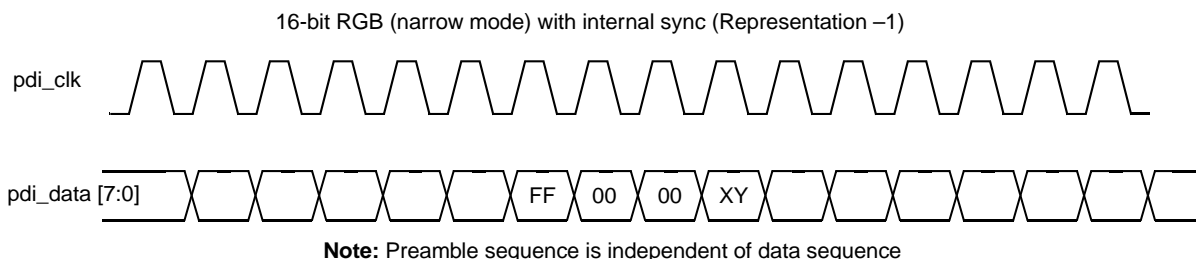 16-bit RGB (narrow mode) with internal sync (Representation –1)
pdi_clk
pdi_data [7:0]
FF 00 00 XY
Note: Preamble sequence is independent of data sequence